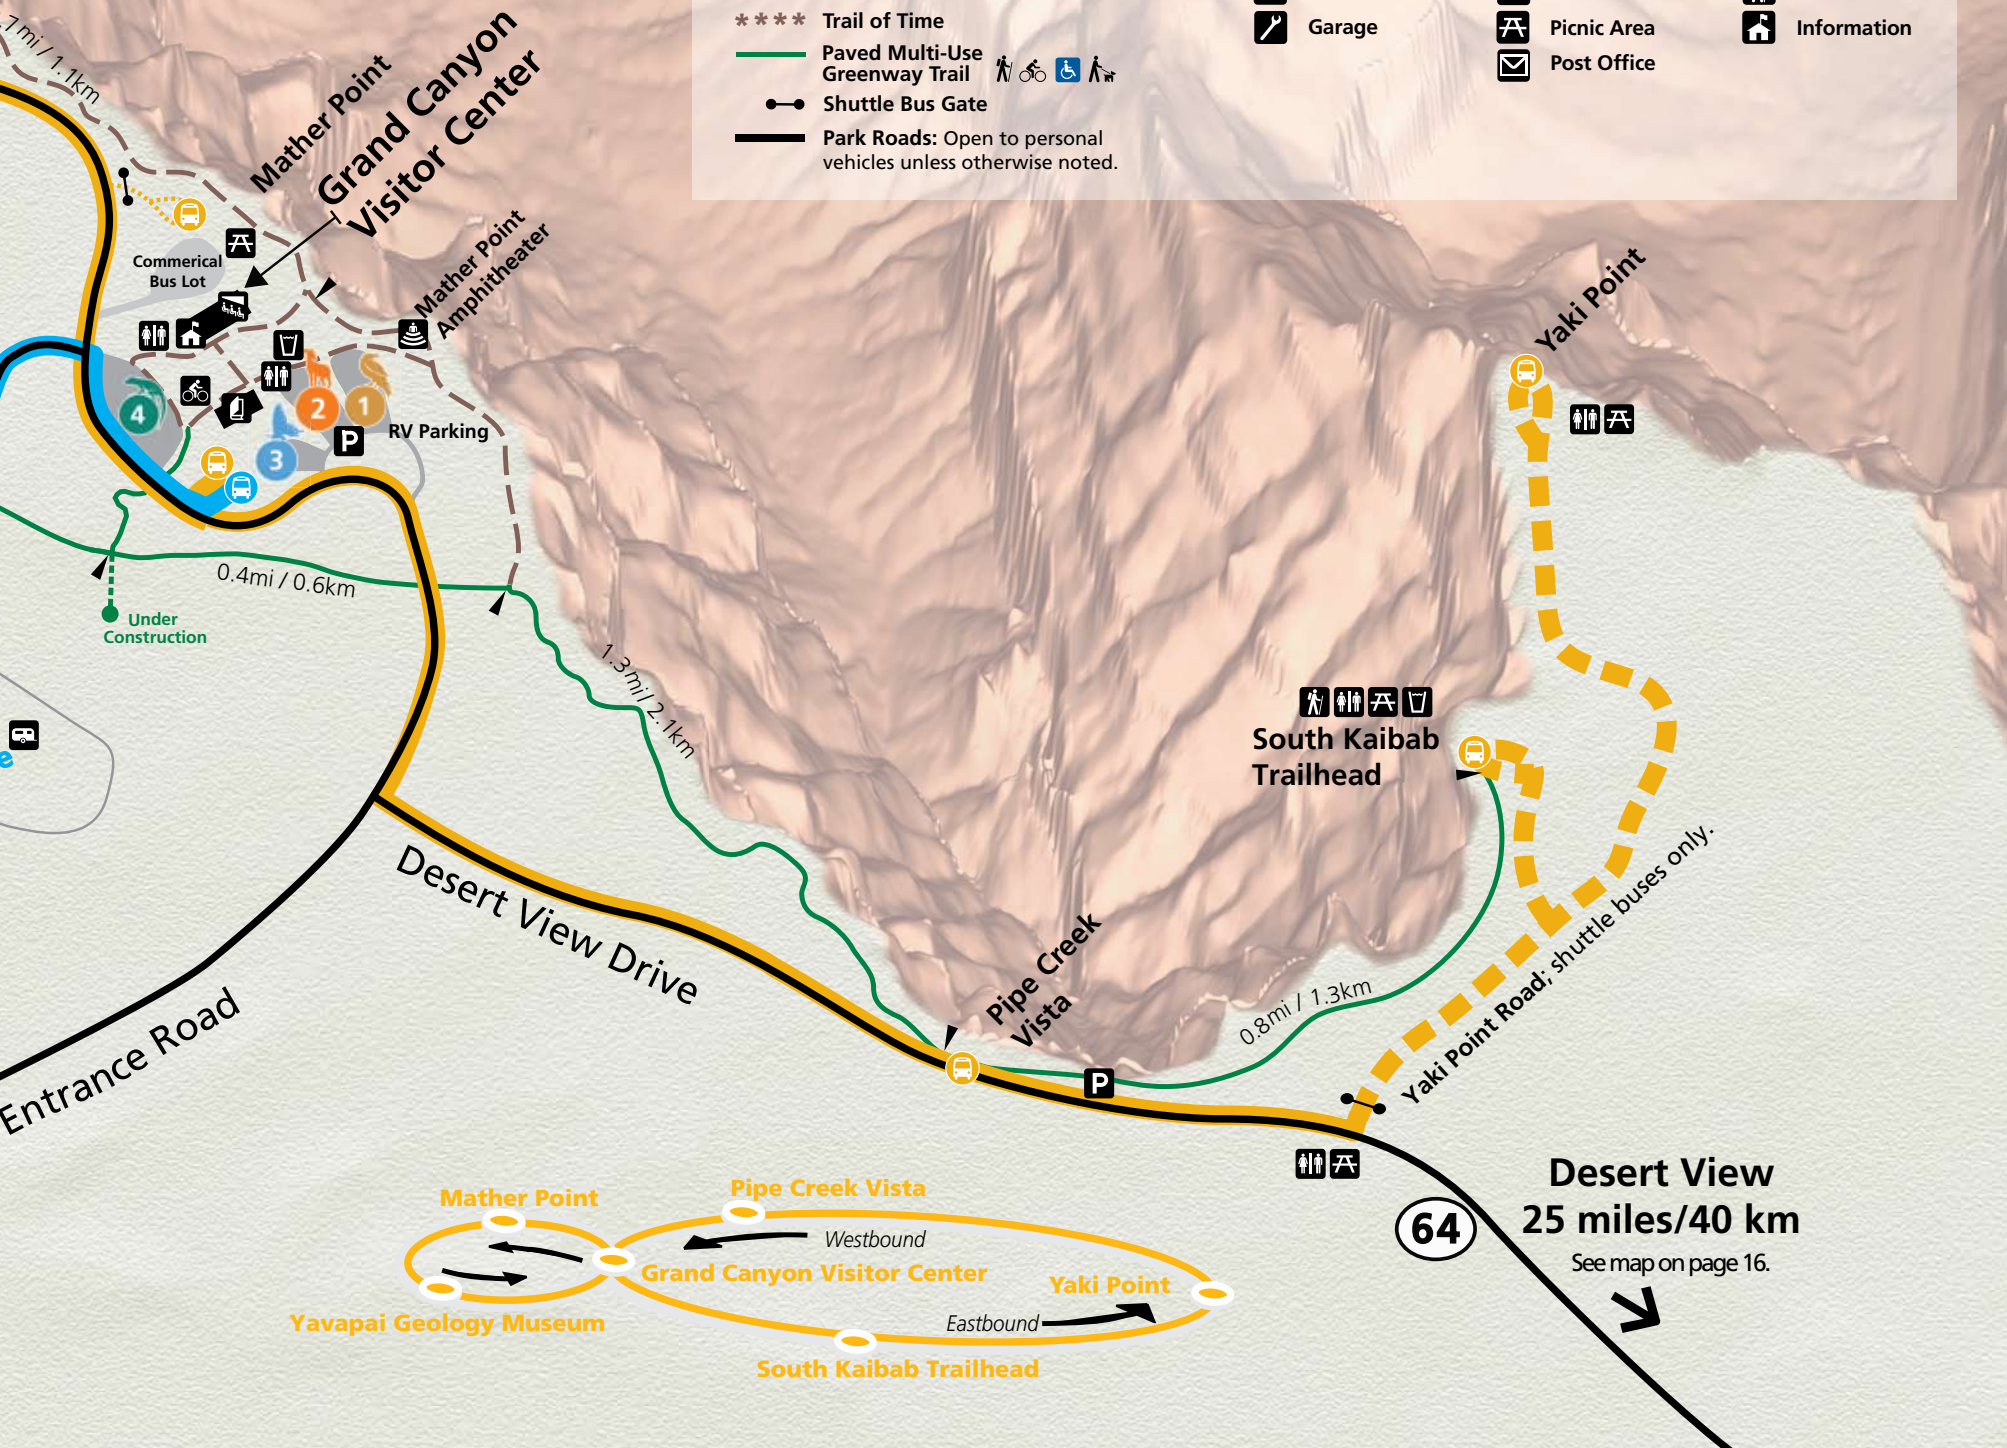 .7mi / 1.1km
Trail of Time
Paved Multi-Use
Greenway Trail
Shuttle Bus Gate
Park Roads: Open to personal
vehicles unless otherwise noted.
Garage
Picnic Area
Post Office
Information
Mather Point
Grand Canyon
Visitor Center
Mather Point
Amphitheater
Commerical
Bus Lot
4
2
1
3
P
RV Parking
0.4mi / 0.6km
Under
Construction
1.3mi/ 2.1km
e
Yaki Point
South Kaibab
Trailhead
Yaki Point Road; shuttle buses only.
Desert View Drive
Entrance Road
Pipe Creek
Vista
P
0.8mi / 1.3km
64
Desert View
25 miles/40 km
See map on page 16.
Mather Point
Pipe Creek Vista
Westbound
Grand Canyon Visitor Center
Yaki Point
Yavapai Geology Museum
Eastbound
South Kaibab Trailhead